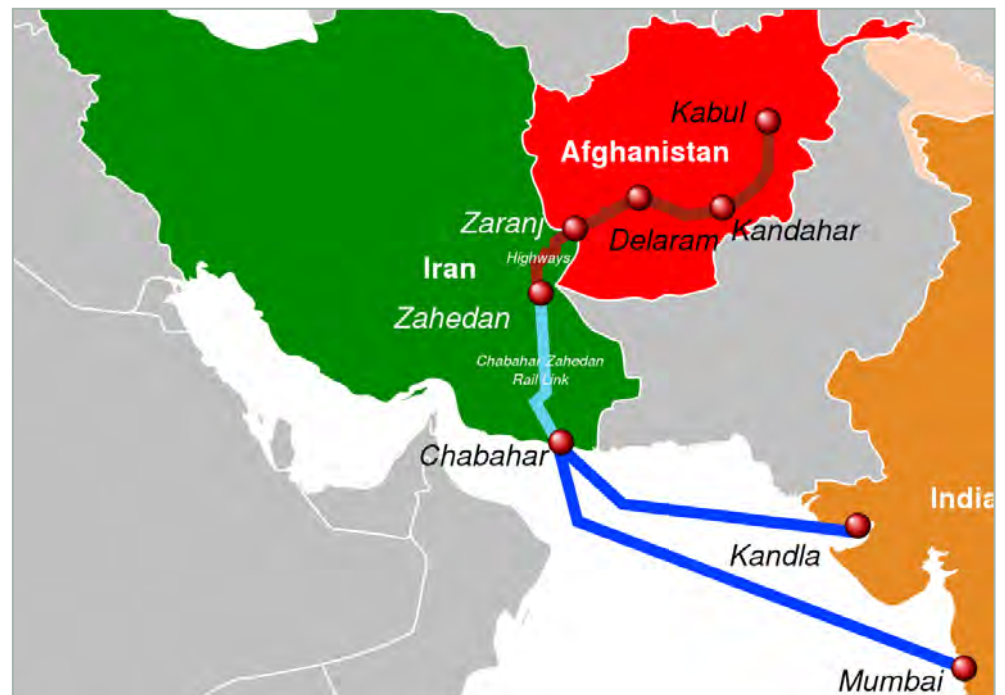 Kabul
Afghanistan
Zaranj
Delaram
Kandahar
Highways
Iran
Zahedan
Chabahar Zahedan
Rail Link
Chabahar
India
Kandla
Mumbai